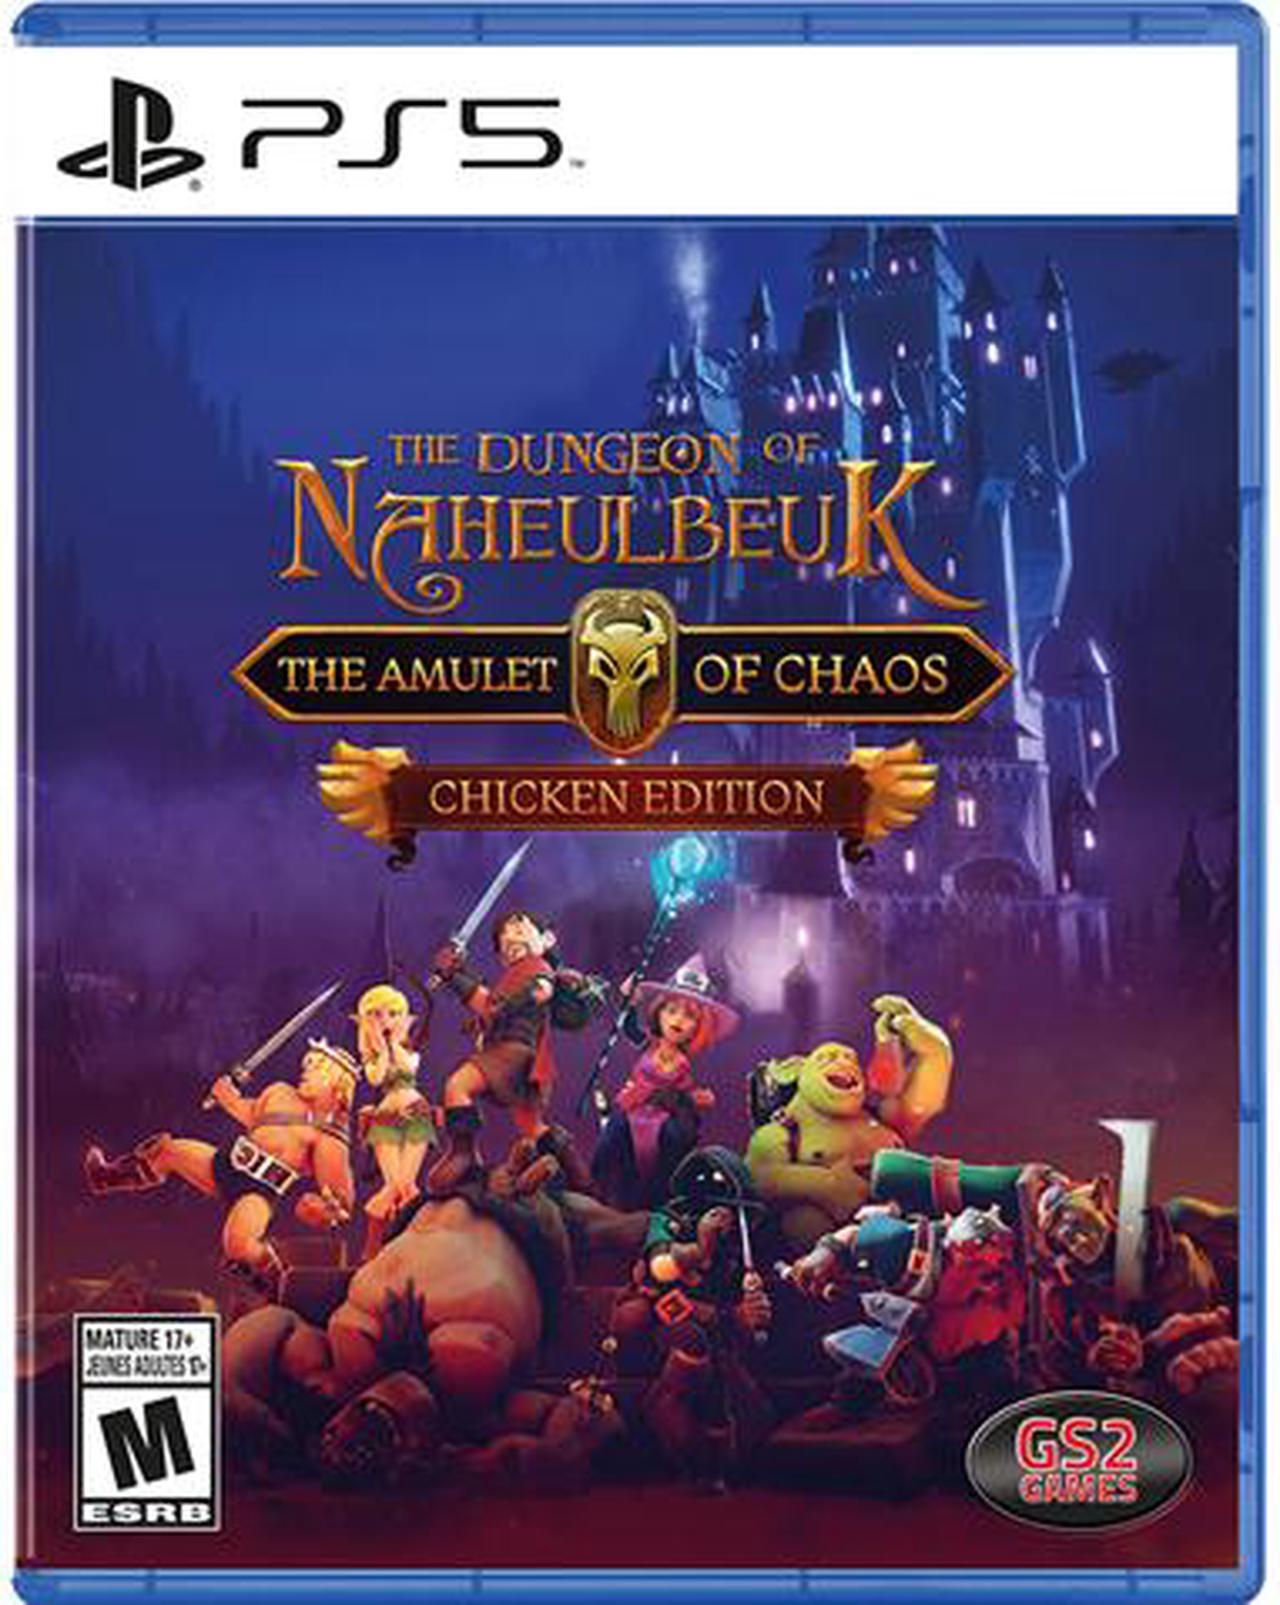 PS5
THE DUNGEON OF
NAHEULBEUK
THE AMULET OF CHAOS
CHICKEN EDITION
MATURE 17+
JEUNES ADULTES 17+
M
ESRB
GS2
GAMES